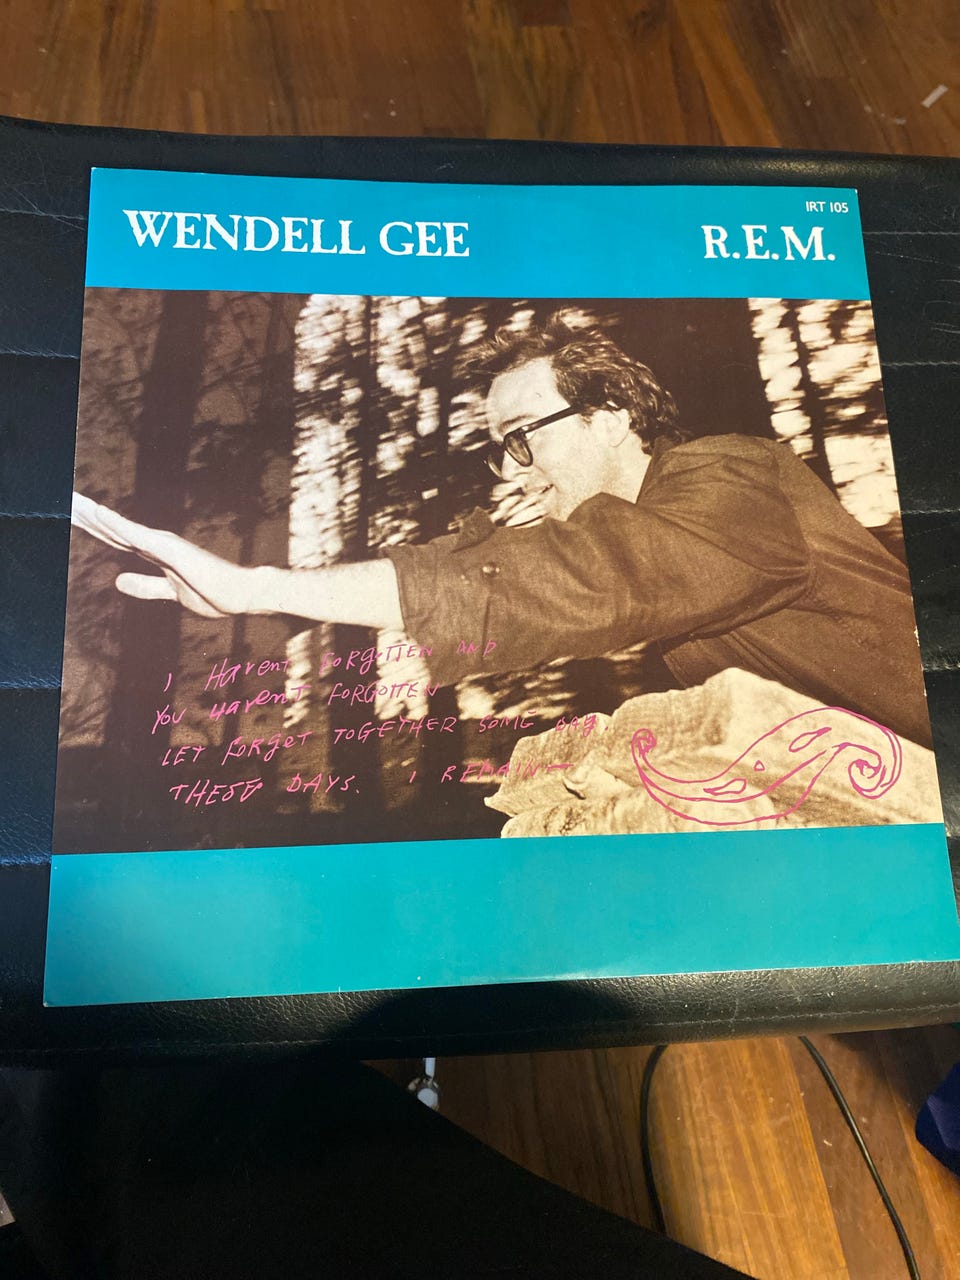 IRT 105
WENDELL GEE R.E.M.
I HaVenT FORGOTTEN AND
YOU HaVenT FORGOTTEN
LET FORGeT TOGETHER SOME DAY.
THESE DAYS. I REMAIN—